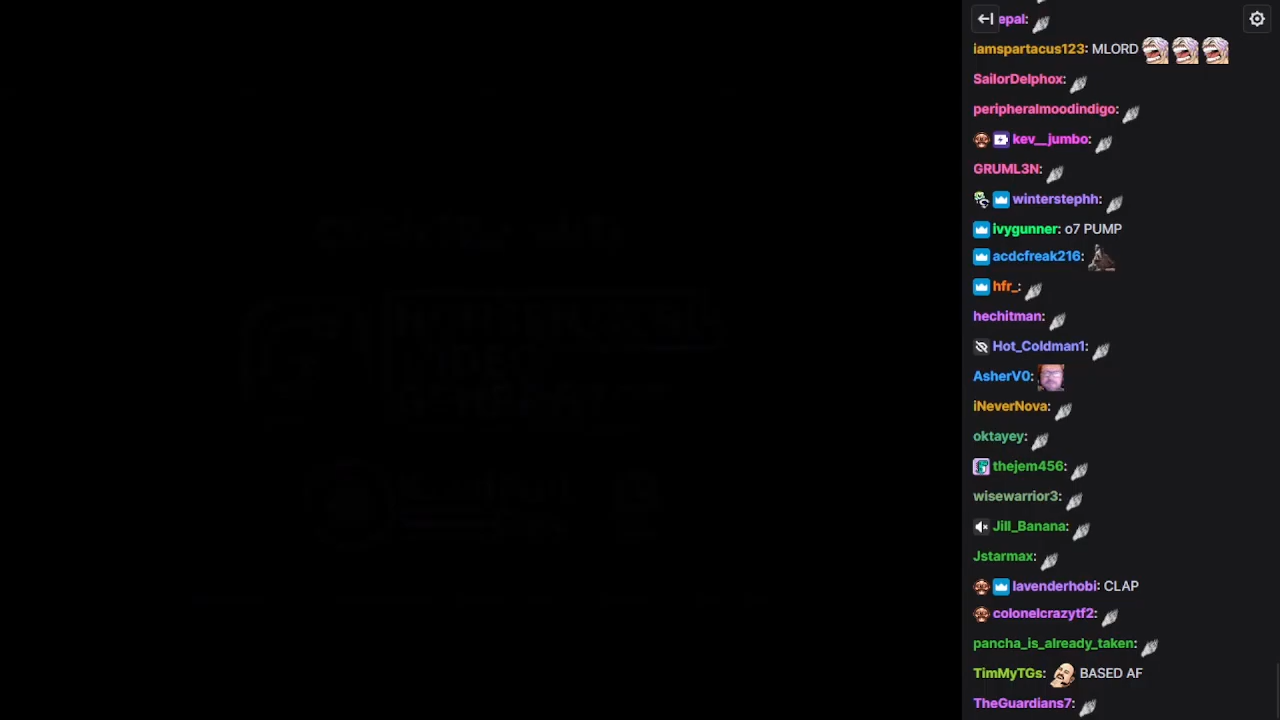 epal:
iamspartacus123: MLORD
SailorDelphox:
peripheralmoodindigo:
kev__jumbo:
GRUML3N:
winterstephh:
ivygunner: o7 PUMP
acdcfreak216:
hfr_:
hechitman:
Hot_Coldman1:
AsherV0:
iNeverNova:
oktayey:
thejem456:
wisewarrior3:
Jill_Banana:
Jstarmax:
lavenderhobi: CLAP
colonelcrazytf2:
pancha_is_already_taken:
TimMyTGs: BASED AF
TheGuardians7: